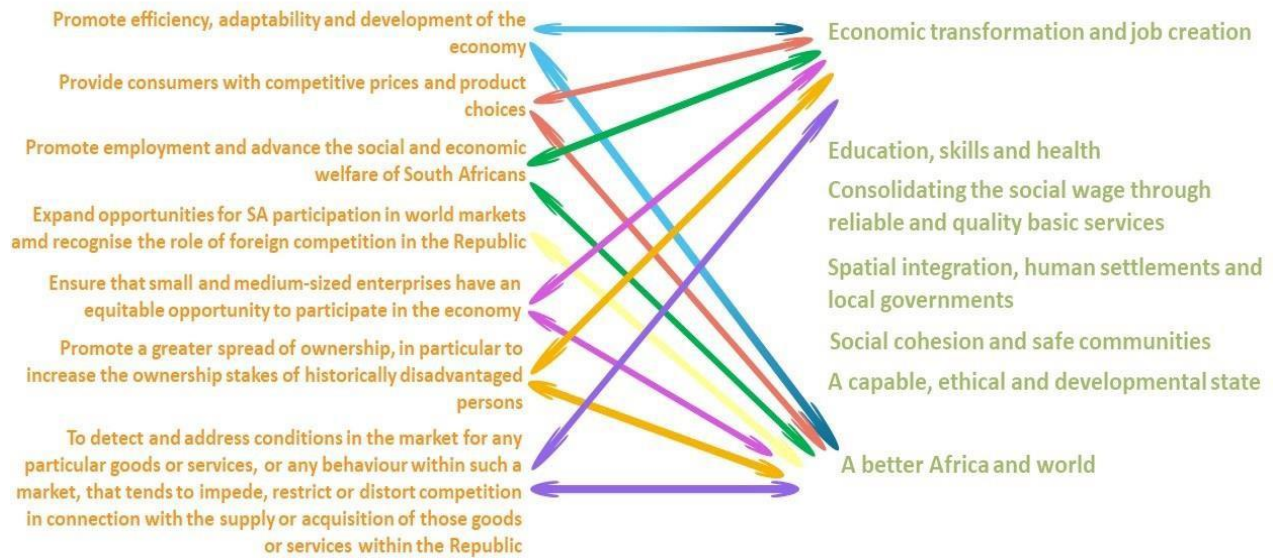 Promote efficiency, adaptability and development of the
economy
Provide consumers with competitive prices and product
choices
Promote employment and advance the social and economic
welfare of South Africans
Expand opportunities for SA participation in world markets
amd recognise the role of foreign competition in the Republic
Ensure that small and medium-sized enterprises have an
equitable opportunity to participate in the economy
Promote a greater spread of ownership, in particular to
increase the ownership stakes of historically disadvantaged
persons
To detect and address conditions in the market for any
particular goods or services, or any behaviour within such a
market, that tends to impede, restrict or distort competition
in connection with the supply or acquisition of those goods
or services within the Republic
Economic transformation and job creation
Education, skills and health
Consolidating the social wage through
reliable and quality basic services
Spatial integration, human settlements and
local governments
Social cohesion and safe communities
A capable, ethical and developmental state
A better Africa and world